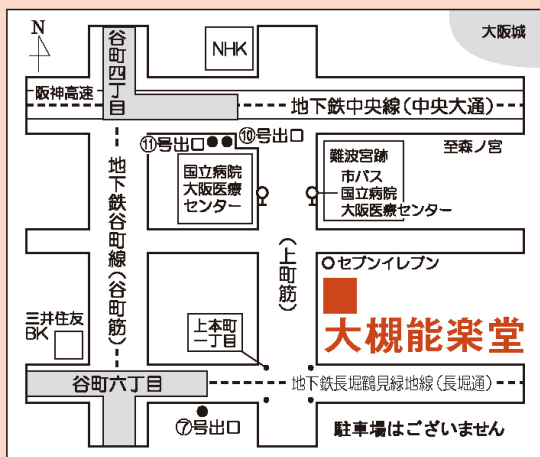 N
谷町四丁目
NHK
大阪城
阪神高速
地下鉄中央線(中央大通)
⑪号出口
⑩号出口
至森ノ宮
国立病院
大阪医療
センター
難波宮跡
市バス
国立病院
大阪医療センター
地下鉄谷町線(谷町筋)
(上町筋)
セブンイレブン
大槻能楽堂
三井住友
BK
上本町
一丁目
谷町六丁目
地下鉄長堀鶴見緑地線(長堀通)
⑦号出口
駐車場はございません